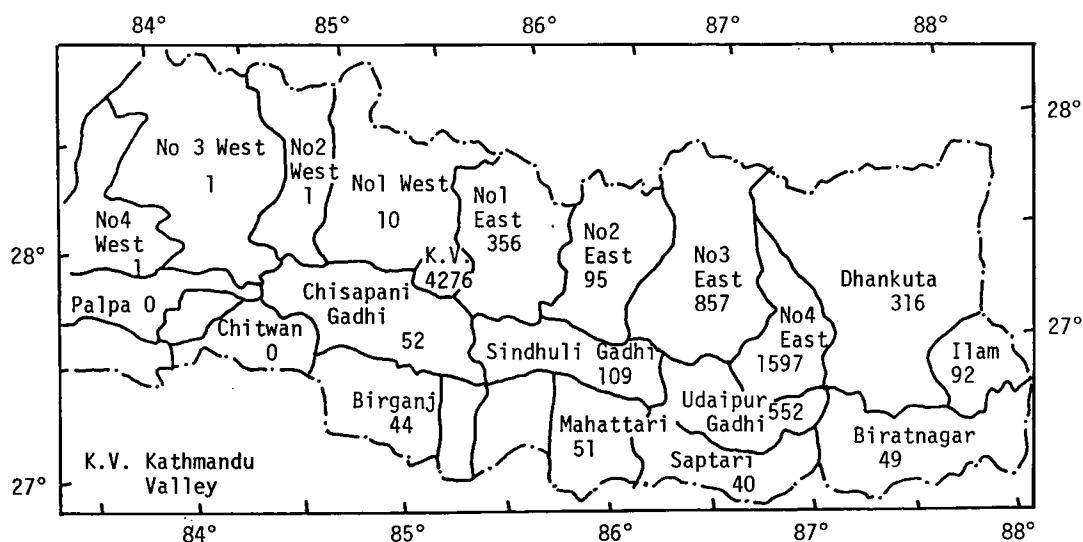 84° 85° 86° 87° 88°
28°
No 3 West
1
No2
West
1
No1 West
10
No1
East
356
No4
West
1
No2
East
95
No3
East
857
K.V.
4276
28°
Dhankuta
316
Palpa 0
Chisapani
Gadhi
52
Chitwan
0
No4
East
1597
27°
Sindhuli Gadhi
109
Ilam
92
Birganj
44
Udaipur
Gadhi
552
Mahattari
51
Biratnagar
49
Saptari
40
K.V. Kathmandu
Valley
27°
84° 85° 86° 87° 88°